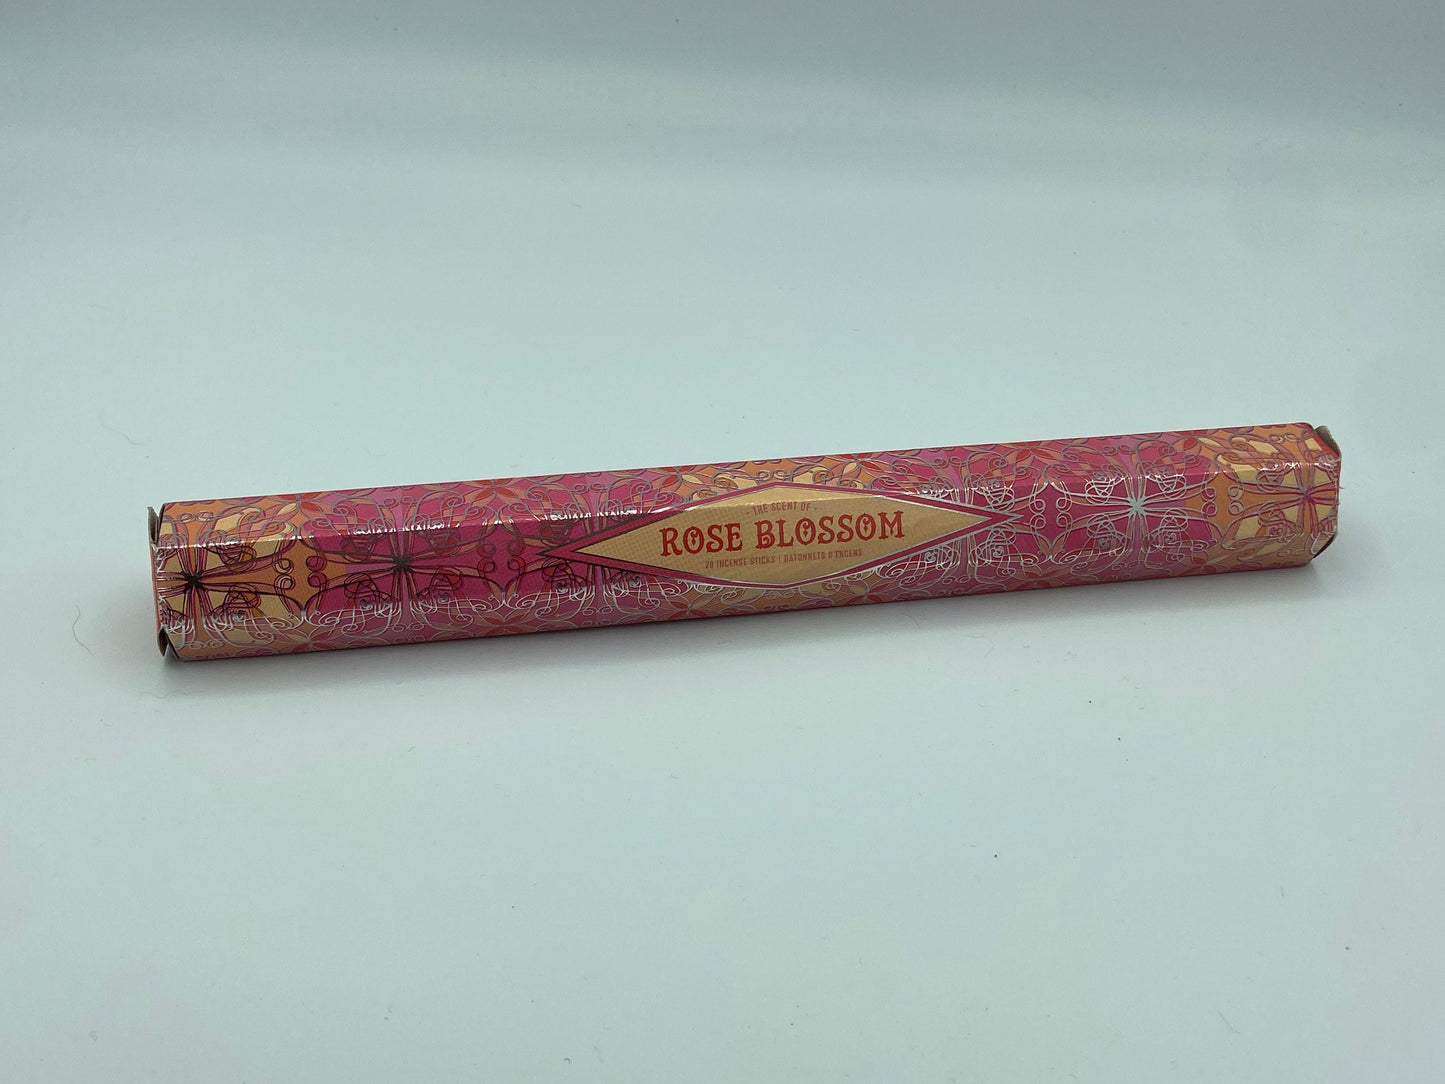 - THE SCENT OF -
ROSE BLOSSOM
20 INCENSE STICKS | BATONNETS D'ENCENS